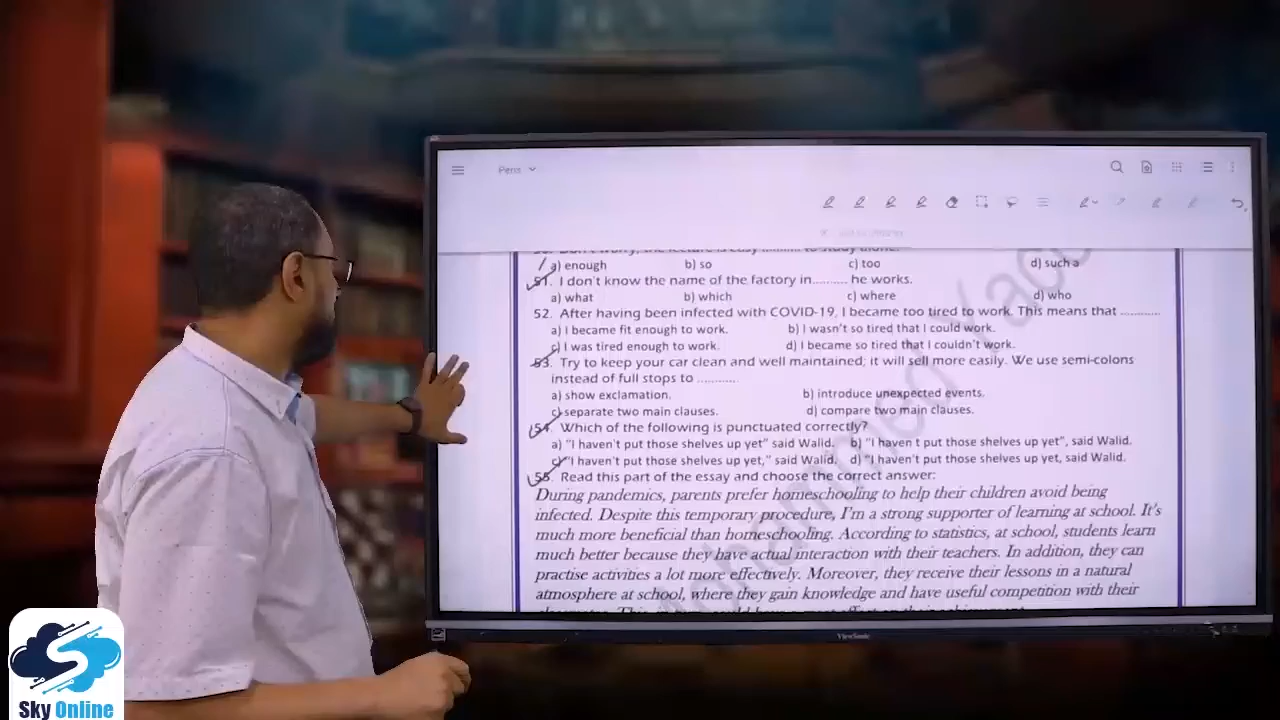 Pens
a) enough b) so c) too d) such a
51. I don't know the name of the factory in.......... he works.
a) what b) which c) where d) who
52. After having been infected with COVID-19, I became too tired to work. This means that ............
a) I became fit enough to work. b) I wasn't so tired that I could work.
c) I was tired enough to work. d) I became so tired that I couldn't work.
53. Try to keep your car clean and well maintained; it will sell more easily. We use semi-colons
instead of full stops to ............
a) show exclamation. b) introduce unexpected events.
c) separate two main clauses. d) compare two main clauses.
54. Which of the following is punctuated correctly?
a) "I haven't put those shelves up yet" said Walid. b) "I haven t put those shelves up yet", said Walid.
c) "I haven't put those shelves up yet," said Walid. d) "I haven't put those shelves up yet, said Walid.
55. Read this part of the essay and choose the correct answer:
During pandemics, parents prefer homeschooling to help their children avoid being
infected. Despite this temporary procedure, I'm a strong supporter of learning at school. It's
much more beneficial than homeschooling. According to statistics, at school, students learn
much better because they have actual interaction with their teachers. In addition, they can
practise activities a lot more effectively. Moreover, they receive their lessons in a natural
atmosphere at school, where they gain knowledge and have useful competition with their
ViewSonic
Sky Online